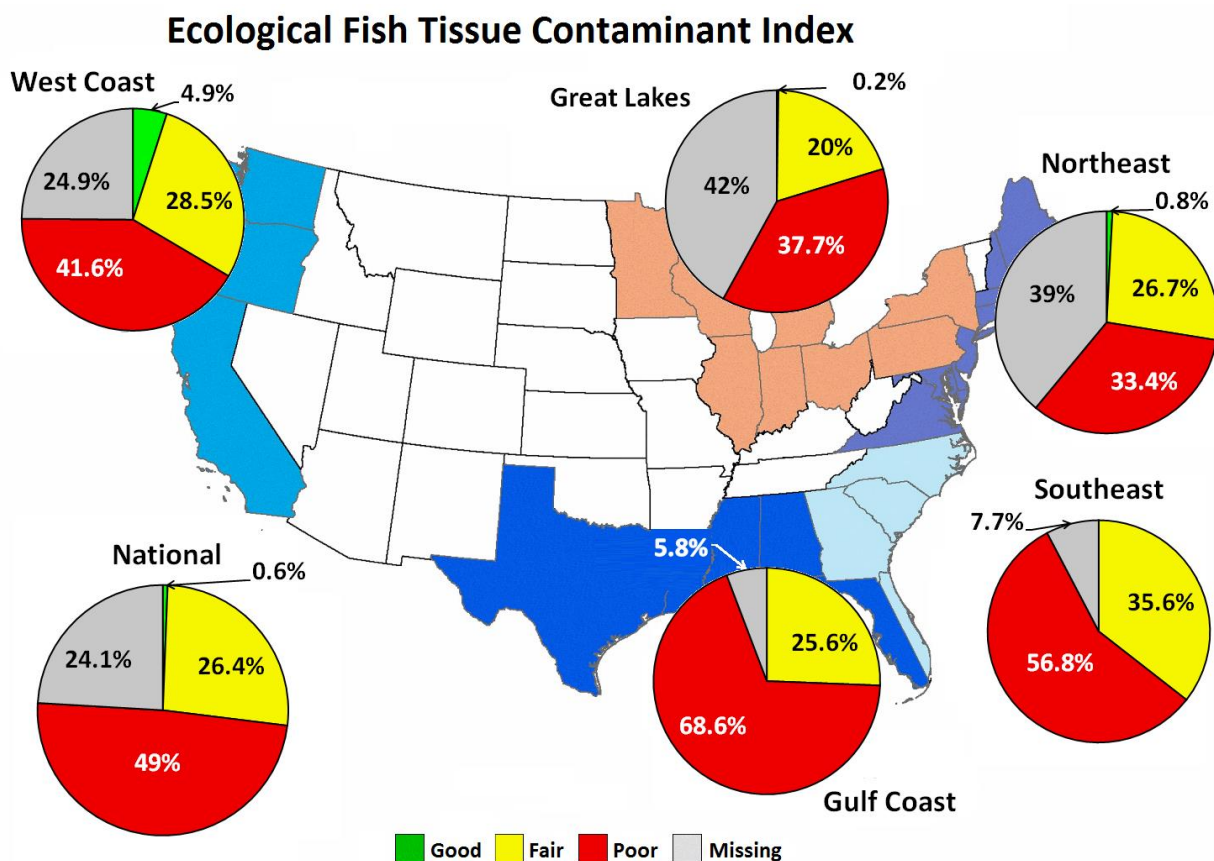 Ecological Fish Tissue Contaminant Index
West Coast
4.9%
28.5%
41.6%
24.9%
Great Lakes
0.2%
20%
37.7%
42%
Northeast
0.8%
26.7%
33.4%
39%
National
0.6%
26.4%
49%
24.1%
5.8%
25.6%
68.6%
Gulf Coast
Southeast
7.7%
35.6%
56.8%
Good Fair Poor Missing